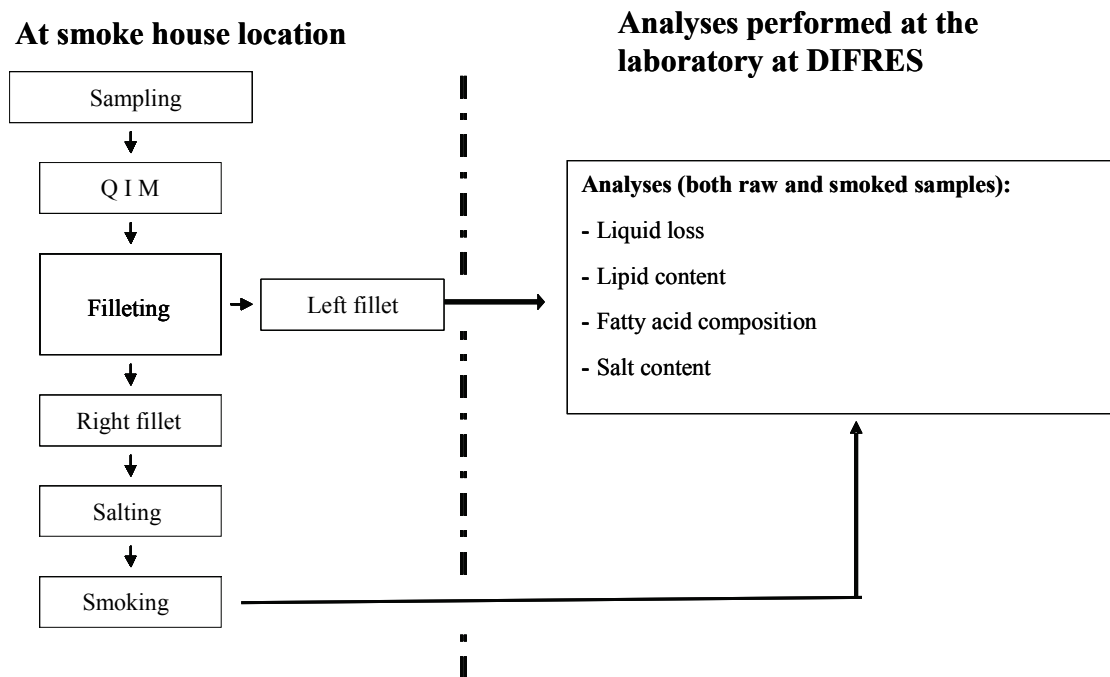 At smoke house location
Analyses performed at the
laboratory at DIFRES
Sampling
Q I M
Filleting
Left fillet
Right fillet
Salting
Smoking
Analyses (both raw and smoked samples):
- Liquid loss
- Lipid content
- Fatty acid composition
- Salt content